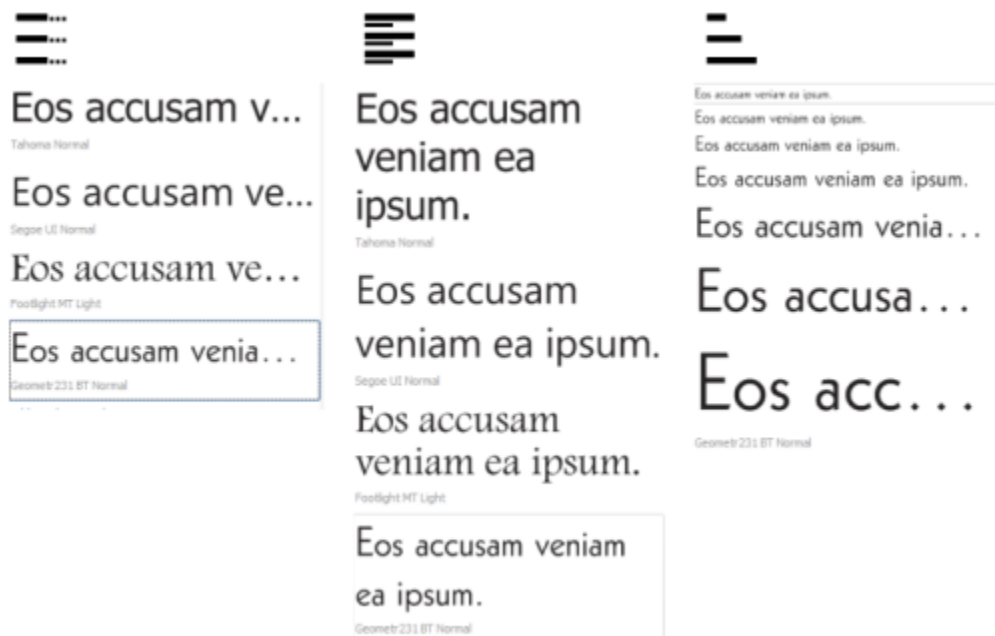 Eos accusam v...
Tahoma Normal
Eos accusam ve...
Segoe UI Normal
Eos accusam ve...
Footlight MT Light
Eos accusam venia...
Geometr231 BT Normal
Eos accusam
veniam ea
ipsum.
Tahoma Normal
Eos accusam
veniam ea ipsum.
Segoe UI Normal
Eos accusam
veniam ea ipsum.
Footlight MT Light
Eos accusam veniam
ea ipsum.
Geometr231 BT Normal
Eos accusam veniam ea ipsum.
Eos accusam veniam ea ipsum.
Eos accusam veniam ea ipsum.
Eos accusam veniam ea ipsum.
Eos accusam venia...
Eos accusa...
Eos acc...
Geometr231 BT Normal